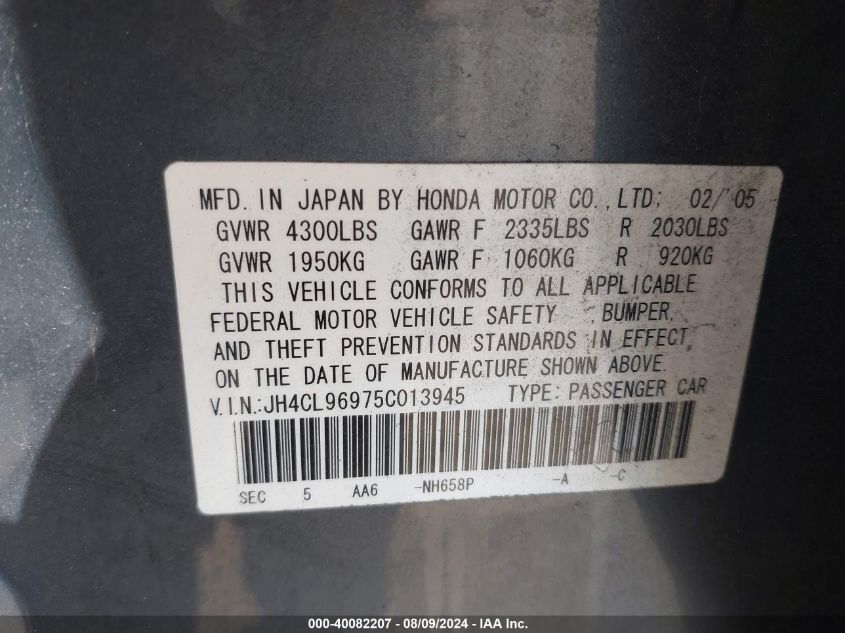 MFD. IN JAPAN BY HONDA MOTOR CO., LTD; 02/'05
GVWR 4300LBS GAWR F 2335LBS R 2030LBS
GVWR 1950KG GAWR F 1060KG R 920KG
THIS VEHICLE CONFORMS TO ALL APPLICABLE
FEDERAL MOTOR VEHICLE SAFETY BUMPER,
AND THEFT PREVENTION STANDARDS IN EFFECT,
ON THE DATE OF MANUFACTURE SHOWN ABOVE.
V.I.N.:JH4CL96975C013945 TYPE: PASSENGER CAR
SEC 5 AA6 -NH658P -A -C
000-40082207 - 08/09/2024 - IAA Inc.